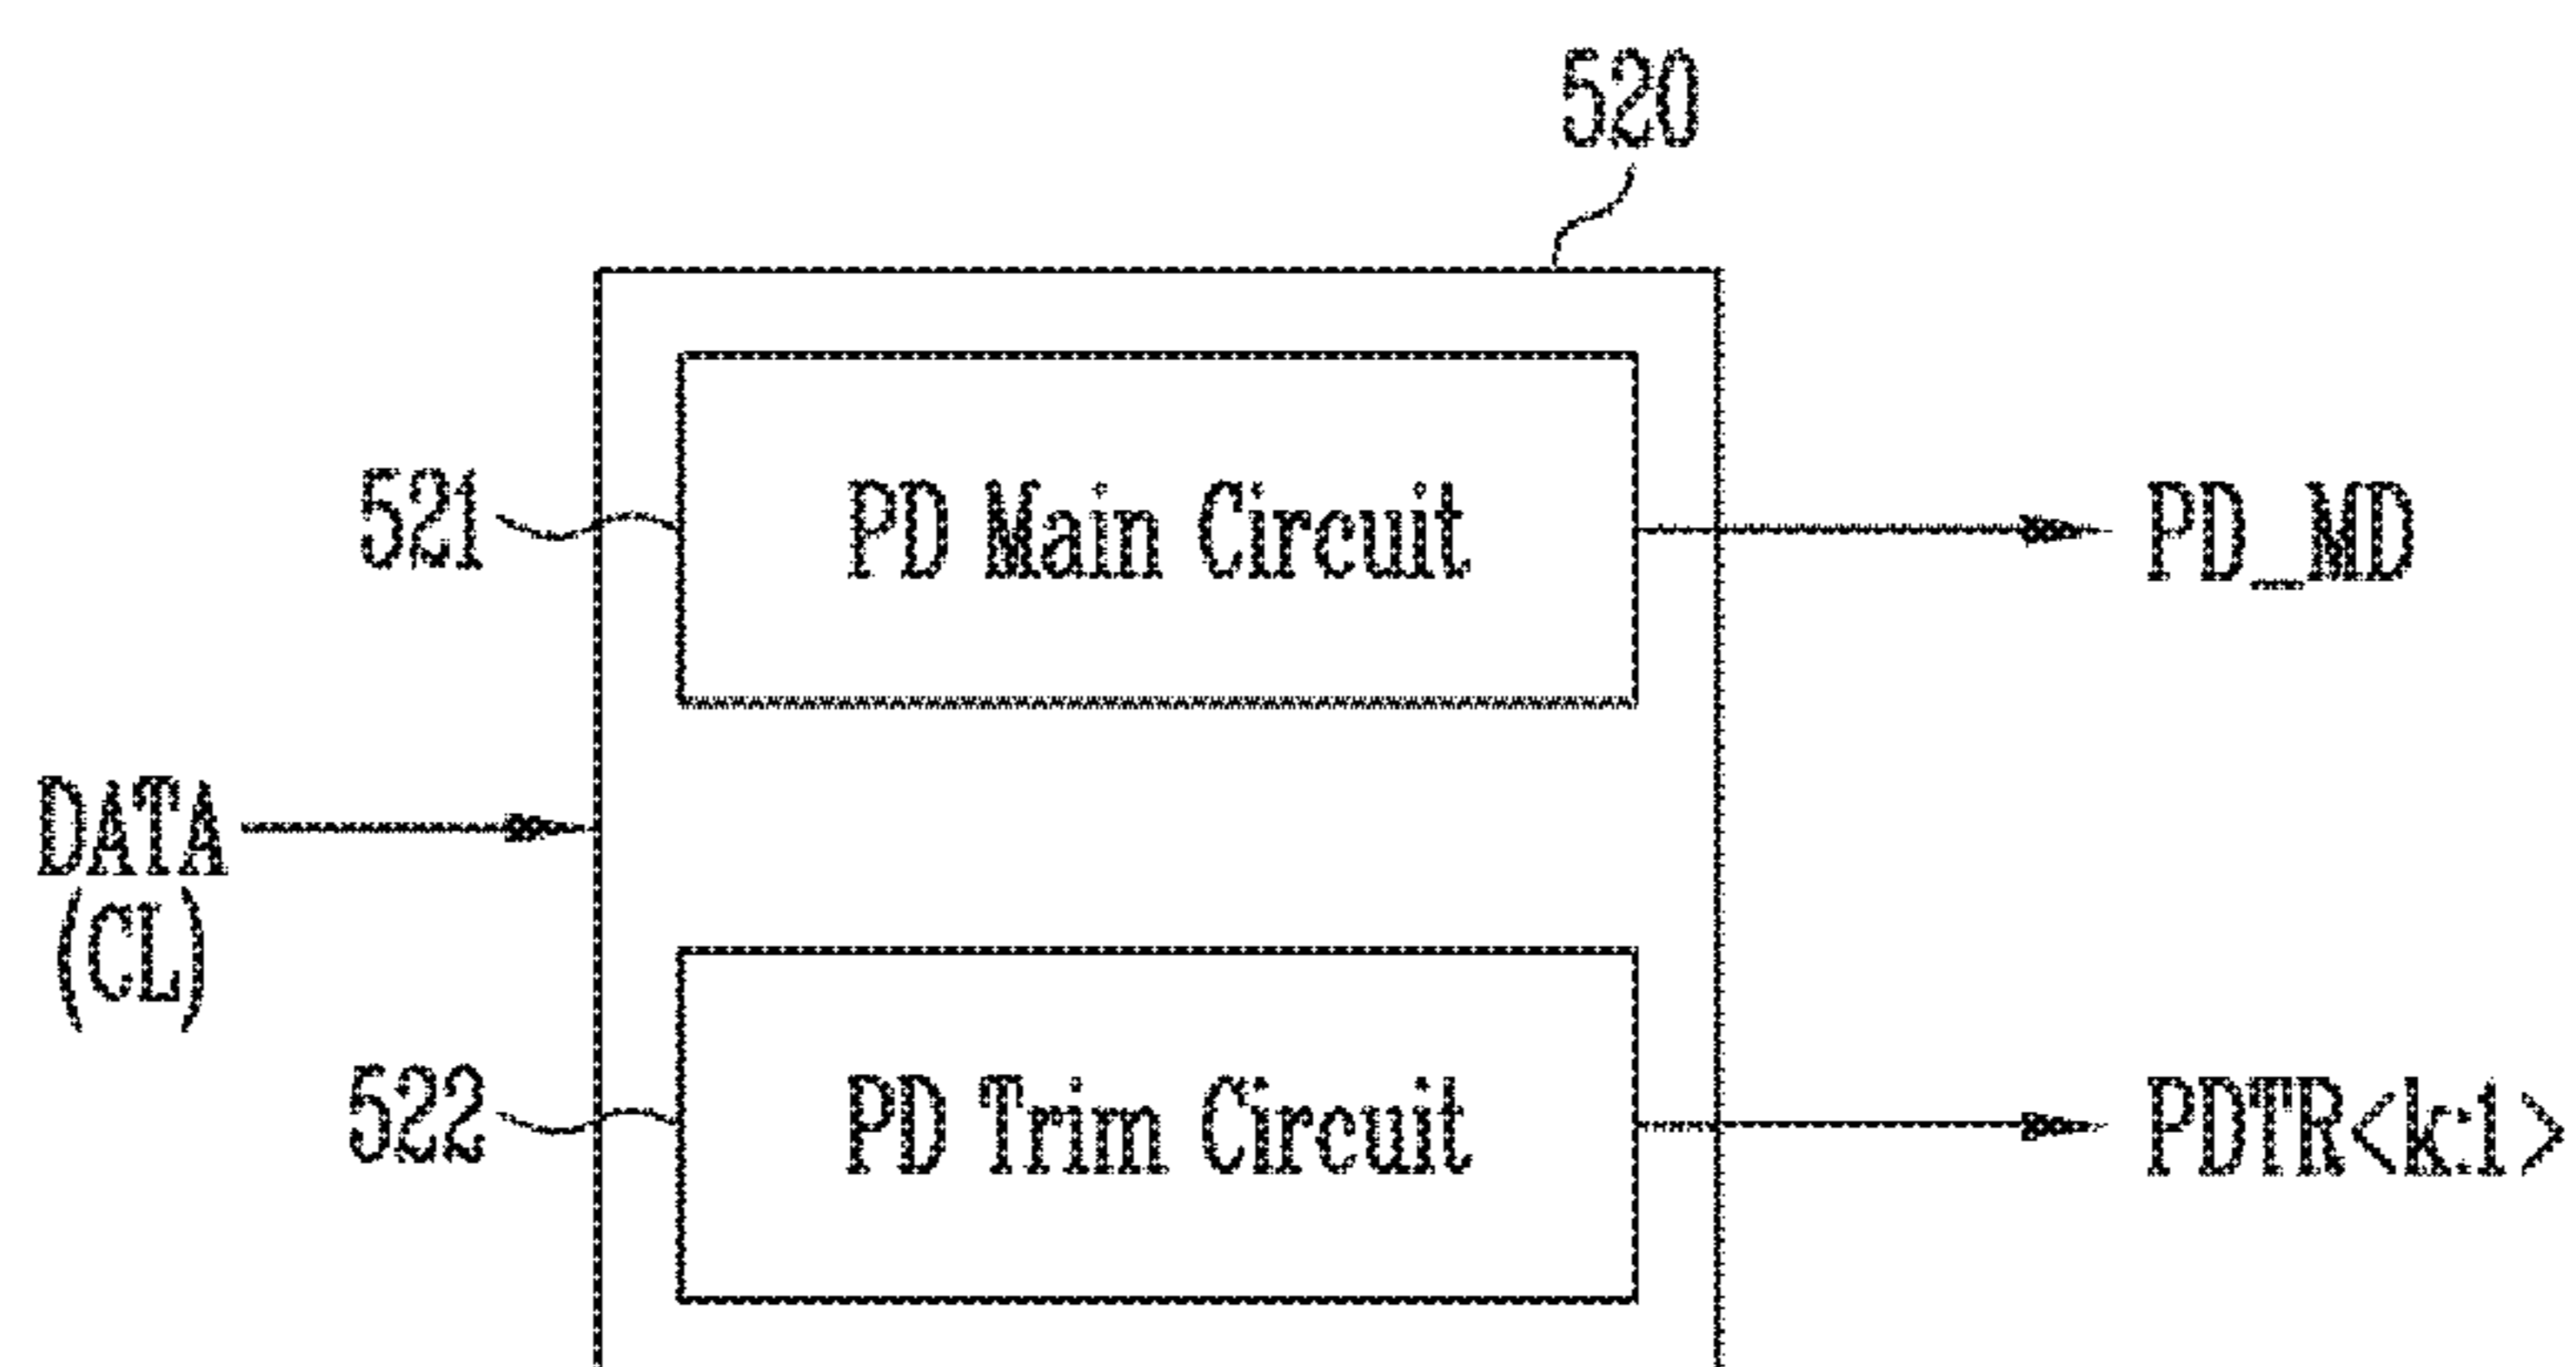 520
521
PD Main Circuit
PD_MD
DATA
(CL)
522
PD Trim Circuit
PDTR<k:1>